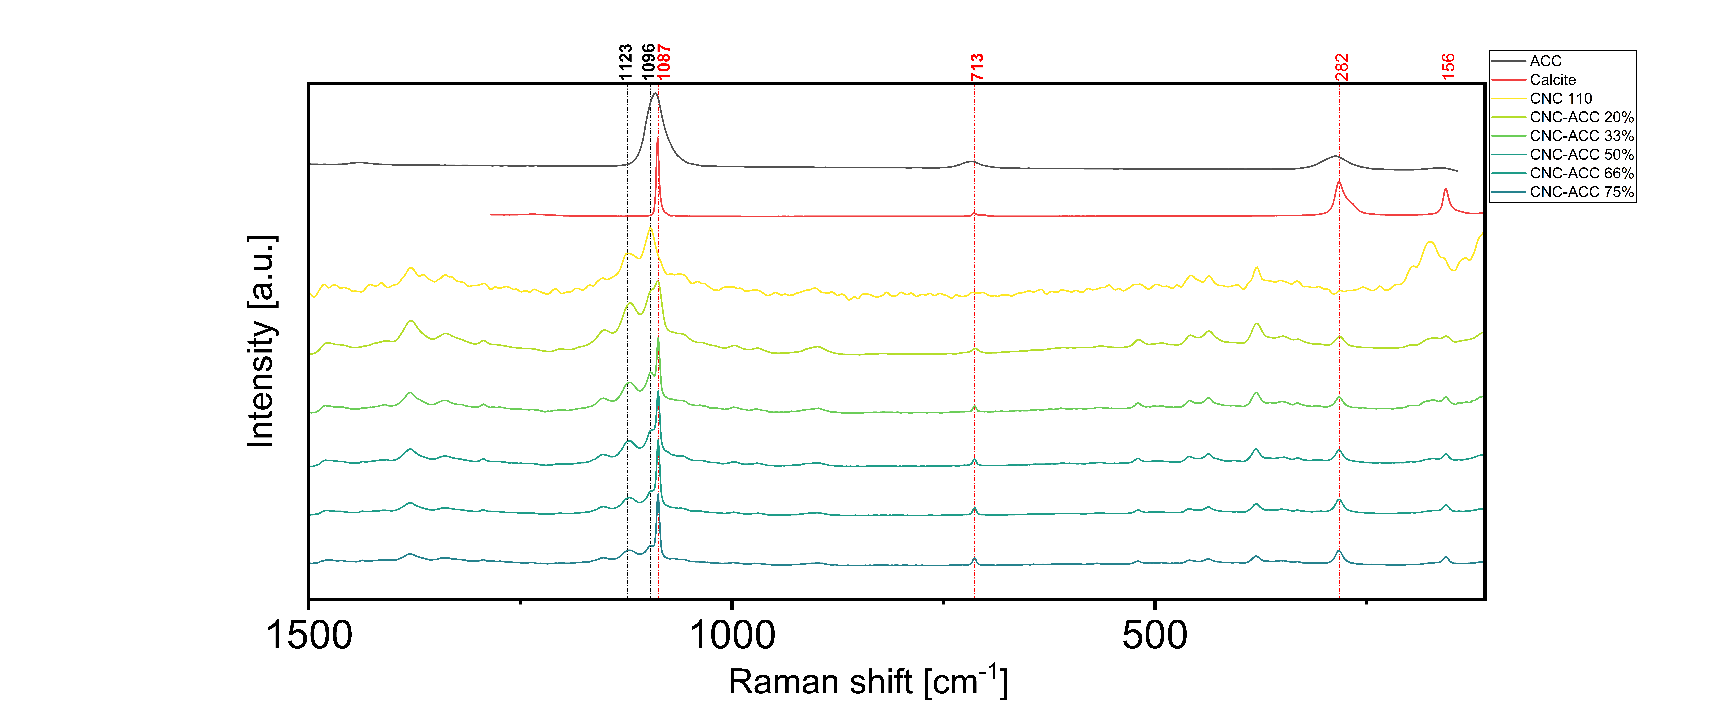 1123
1096
1087
713
282
156
ACC
Calcite
CNC 110
CNC-ACC 20%
CNC-ACC 33%
CNC-ACC 50%
CNC-ACC 66%
CNC-ACC 75%
Intensity [a.u.]
1500
1000
500
Raman shift [cm⁻¹]